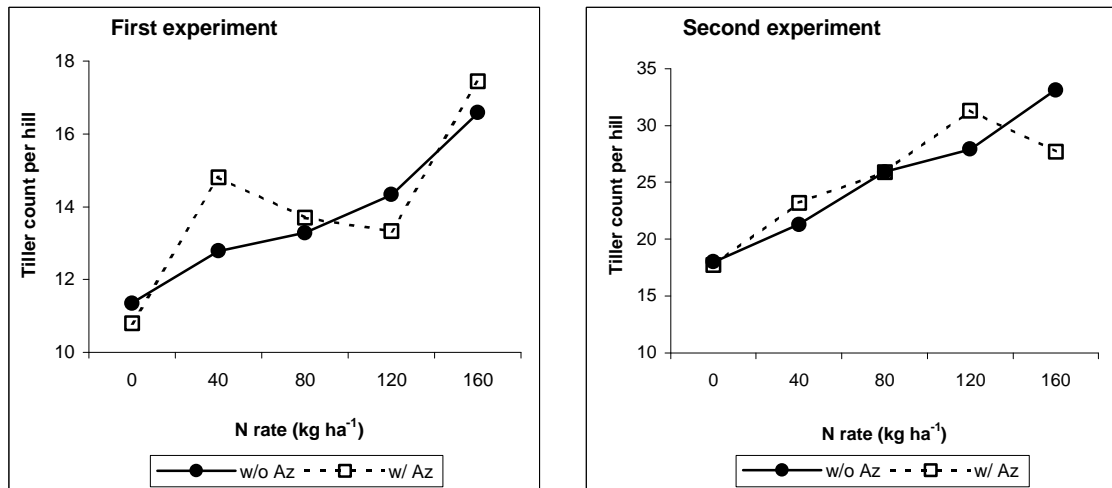 First experiment
18
16
14
12
10
Tiller count per hill
0 40 80 120 160
N rate (kg ha⁻¹)
w/o Az w/ Az
Second experiment
35
30
25
20
15
10
Tiller count per hill
0 40 80 120 160
N rate (kg ha⁻¹)
w/o Az w/ Az